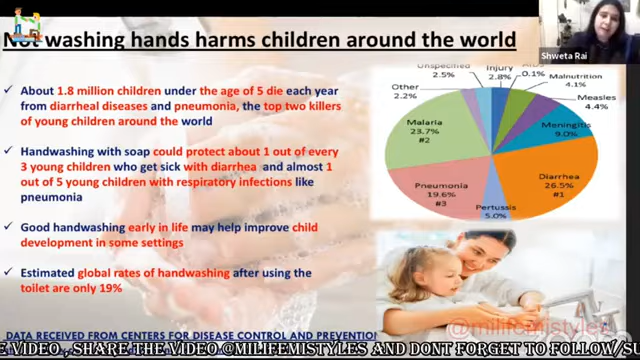 Not washing hands harms children around the world
Shweta Rai
About 1.8 million children under the age of 5 die each year
from diarrheal diseases and pneumonia, the top two killers
of young children around the world
Handwashing with soap could protect about 1 out of every
3 young children who get sick with diarrhea and almost 1
out of 5 young children with respiratory infections like
pneumonia
Good handwashing early in life may help improve child
development in some settings
Estimated global rates of handwashing after using the
toilet are only 19%
Unspecified
2.5%
Injury
2.8%
AIDS
0.1%
Malnutrition
4.1%
Measles
4.4%
Other
2.2%
Meningitis
9.0%
Malaria
23.7%
#2
Diarrhea
26.5%
#1
Pneumonia
19.6%
#3
Pertussis
5.0%
@milifemistyles
DATA RECEIVED FROM CENTERS FOR DISEASE CONTROL AND PREVENTION
VIDEO, SHARE THE VIDEO @MILIFEMISTYLES AND DONT FORGET TO FOLLOW/SU